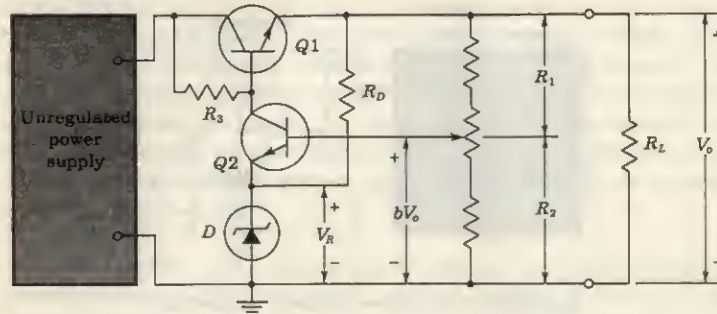 Q1
R1
R3
RD
Unregulated
power
supply
Vo
RL
Q2
+
+
+
bVo
R2
D
VR
−
−
−